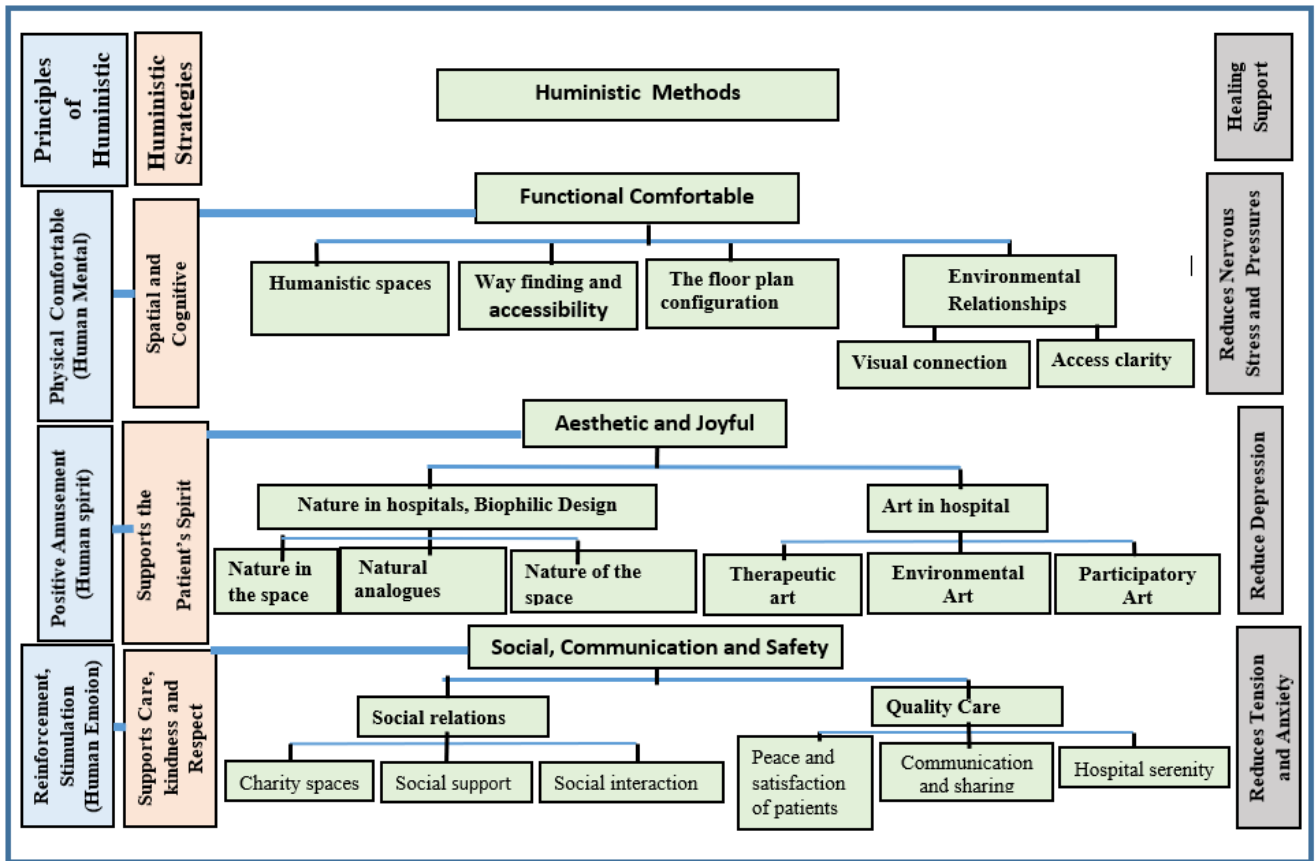 Principles
of
Huministic
Huministic
Strategies
Huministic Methods
Healing
Support
Physical Comfortable
(Human Mental)
Spatial and
Cognitive
Functional Comfortable
Humanistic spaces
Way finding and
accessibility
The floor plan
configuration
Environmental
Relationships
Visual connection
Access clarity
Reduces Nervous
Stress and Pressures
Positive Amusement
(Human spirit)
Supports the
Patient's Spirit
Aesthetic and Joyful
Nature in hospitals, Biophilic Design
Art in hospital
Nature in
the space
Natural
analogues
Nature of the
space
Therapeutic
art
Environmental
Art
Participatory
Art
Reduce Depression
Reinforcement,
Stimulation
(Human Emoion)
Supports Care,
kindness and
Respect
Social, Communication and Safety
Social relations
Quality Care
Charity spaces
Social support
Social interaction
Peace and
satisfaction
of patients
Communication
and sharing
Hospital serenity
Reduces Tension
and Anxiety